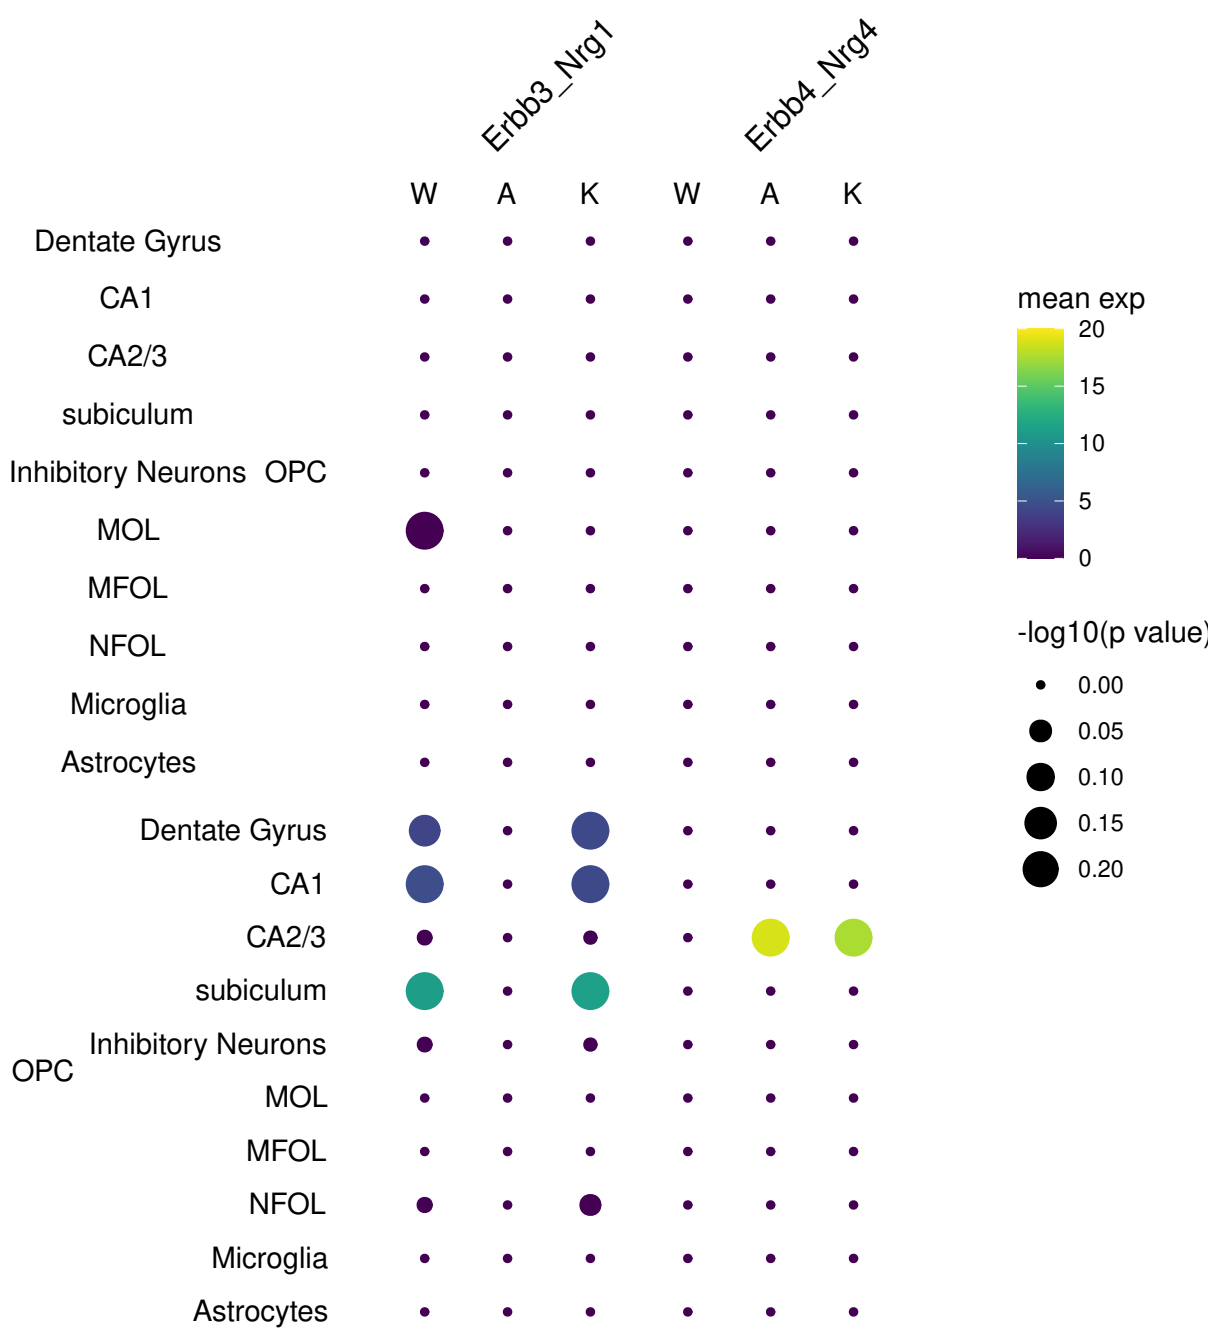 Erbb3_Nrg1 Erbb4_Nrg4
W A K W A K
Dentate Gyrus
CA1
CA2/3
subiculum
Inhibitory Neurons OPC
MOL
MFOL
NFOL
Microglia
Astrocytes
Dentate Gyrus
CA1
CA2/3
subiculum
Inhibitory Neurons
OPC
MOL
MFOL
NFOL
Microglia
Astrocytes
mean exp
20
15
10
5
0
-log10(p value)
0.00
0.05
0.10
0.15
0.20